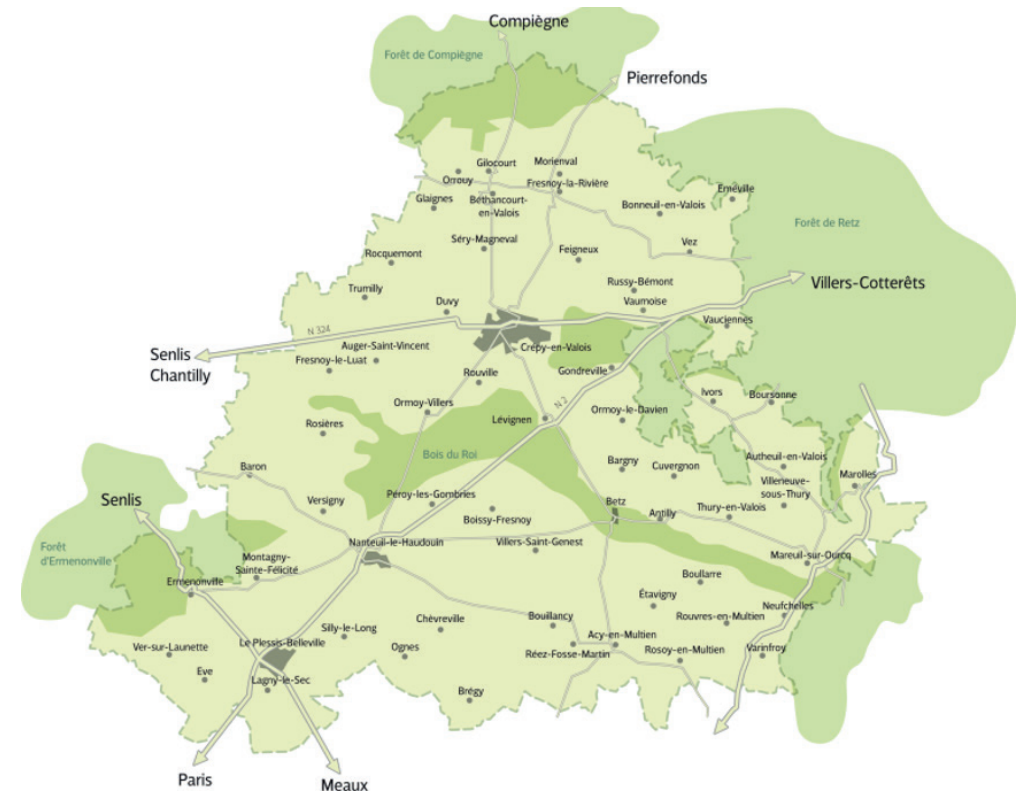 Compiègne
Forêt de Compiègne
Pierrefonds
Gilocourt
Morienval
Orrouy
Fresnoy-la-Rivière
Eméville
Glaignes
Béthancourt-
en-Valois
Bonneuil-en-Valois
Forêt de Retz
Séry-Magneval
Feigneux
Vez
Rocquemont
Russy-Bémont
Villers-Cotterêts
Trumilly
Duvy
Vaumoise
Vauciennes
N 324
Senlis
Chantilly
Auger-Saint-Vincent
Crépy-en-Valois
Fresnoy-le-Luat
Gondreville
Rouville
Ivors
Boursonne
N 2
Ormoy-Villers
Ormoy-le-Davien
Lévignen
Rosières
Bois du Roi
Bargny
Cuvergnon
Autheuil-en-Valois
Baron
Marolles
Villeneuve-
sous-Thury
Senlis
Versigny
Péroy-les-Gombries
Betz
Thury-en-Valois
Boissy-Fresnoy
Antilly
Forêt
d'Ermenonville
Nanteuil-le-Haudouin
Villers-Saint-Genest
Montagny-
Sainte-Félicité
Mareuil-sur-Ourcq
Ermenonville
Boullarre
Étavigny
Neufchelles
Rouvres-en-Multien
Bouillancy
Chèvreville
Silly-le-Long
Le Plessis-Belleville
Acy-en-Multien
Ver-sur-Launette
Ognes
Réez-Fosse-Martin
Rosoy-en-Multien
Varinfroy
Eve
Lagny-le-Sec
Brégy
Paris
Meaux